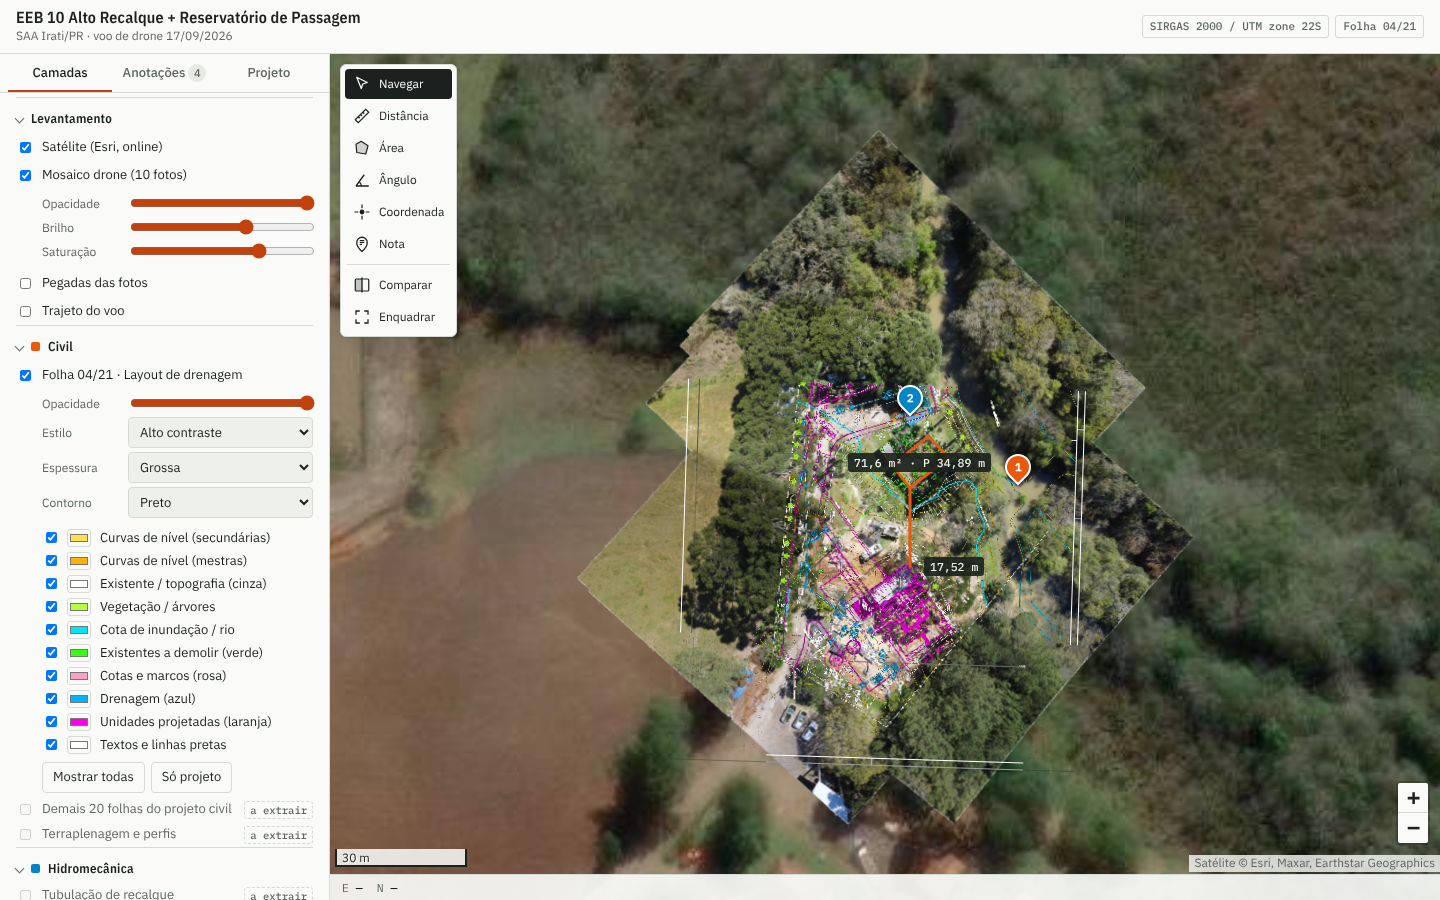 EEB 10 Alto Recalque + Reservatório de Passagem
SAA Irati/PR · voo de drone 17/09/2026
SIRGAS 2000 / UTM zone 22S
Folha 04/21
Camadas
Anotações 4
Projeto
Levantamento
Satélite (Esri, online)
Mosaico drone (10 fotos)
Opacidade
Brilho
Saturação
Pegadas das fotos
Trajeto do voo
Civil
Folha 04/21 · Layout de drenagem
Opacidade
Estilo Alto contraste
Espessura Grossa
Contorno Preto
Curvas de nível (secundárias)
Curvas de nível (mestras)
Existente / topografia (cinza)
Vegetação / árvores
Cota de inundação / rio
Existentes a demolir (verde)
Cotas e marcos (rosa)
Drenagem (azul)
Unidades projetadas (laranja)
Textos e linhas pretas
Mostrar todas
Só projeto
Demais 20 folhas do projeto civil a extrair
Terraplenagem e perfis a extrair
Hidromecânica
Tubulação de recalque a extrair
Navegar
Distância
Área
Ângulo
Coordenada
Nota
Comparar
Enquadrar
2
71,6 m² · P 34,89 m
1
17,52 m
+
−
30 m
Satélite © Esri, Maxar, Earthstar Geographics
E — N —